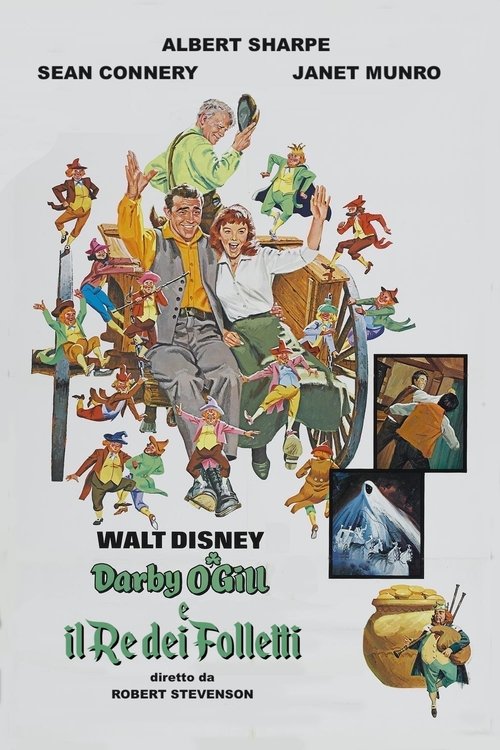 ALBERT SHARPE
SEAN CONNERY JANET MUNRO
WALT DISNEY
Darby O'Gill
e
il Re dei Folletti
diretto da
ROBERT STEVENSON